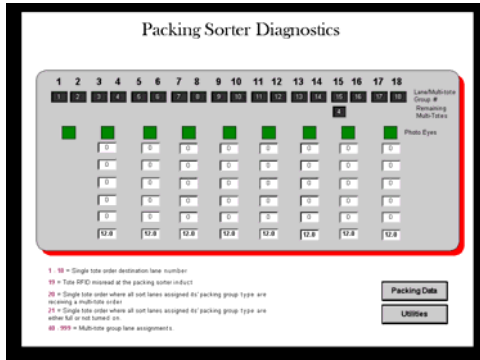 Packing Sorter Diagnostics
1 2 3 4 5 6 7 8 9 10 11 12 13 14 15 16 17 18
1 2 3 4 5 6 7 8 9 10 11 12 13 14 15 16 17 18
Lane/Multi-tote
Group #
Remaining
Multi-Totes
4
Photo Eyes
0 0 0 0 0 0 0 0
0 0 0 0 0 0 0 0
0 0 0 0 0 0 0 0
0 0 0 0 0 0 0 0
0 0 0 0 0 0 0 0
12.0 12.0 12.0 12.0 12.0 12.0 12.0 12.0
1 - 18 = Single tote order destination lane number
19 = Tote RFID misread at the packing sorter induct
20 = Single tote order where all sort lanes assigned its' packing group type are
receiving a multi-tote order
21 = Single tote order where all sort lanes assigned its' packing group type are
either full or not turned on.
40 - 999 = Multi-tote group lane assignments.
Packing Data
Utilities